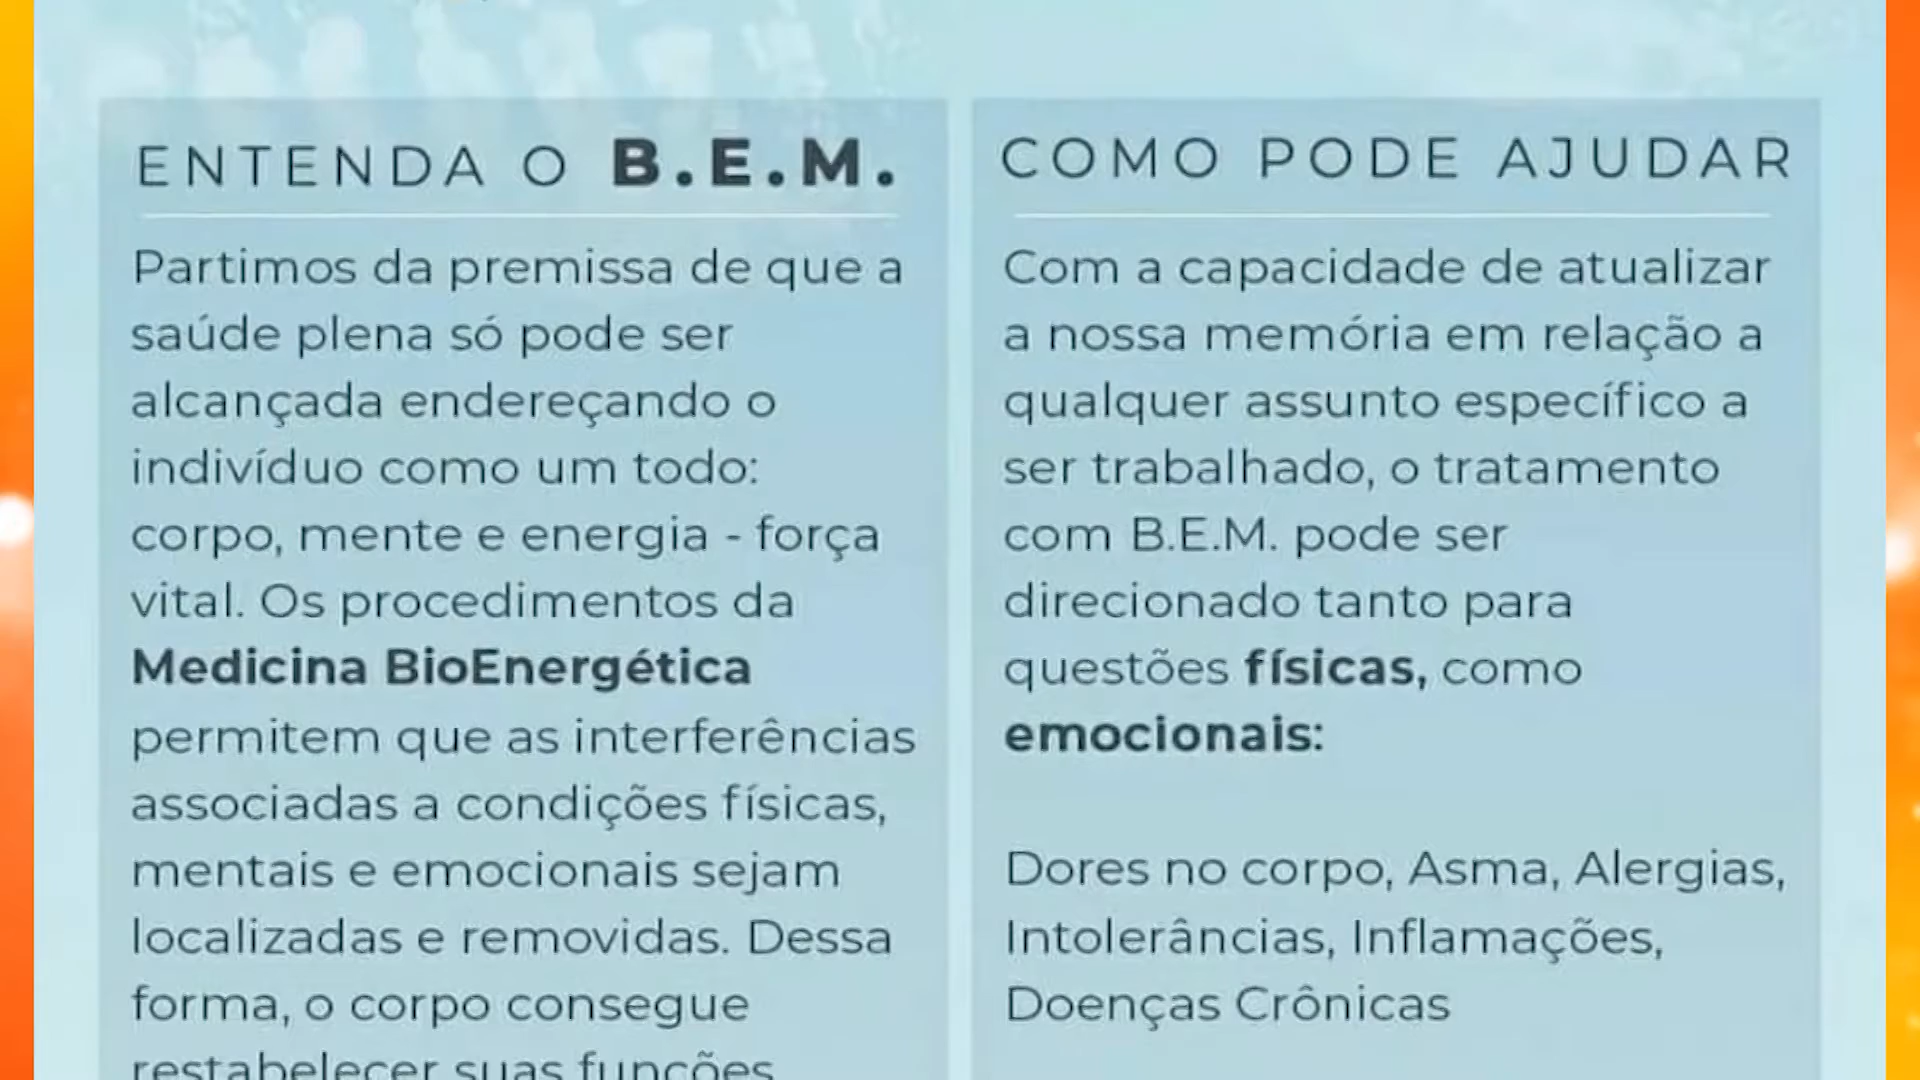 ENTENDA O B.E.M.
Partimos da premissa de que a
saúde plena só pode ser
alcançada endereçando o
indivíduo como um todo:
corpo, mente e energia - força
vital. Os procedimentos da
Medicina BioEnergética
permitem que as interferências
associadas a condições físicas,
mentais e emocionais sejam
localizadas e removidas. Dessa
forma, o corpo consegue
restabelecer suas funções
COMO PODE AJUDAR
Com a capacidade de atualizar
a nossa memória em relação a
qualquer assunto específico a
ser trabalhado, o tratamento
com B.E.M. pode ser
direcionado tanto para
questões físicas, como
emocionais:
Dores no corpo, Asma, Alergias,
Intolerâncias, Inflamações,
Doenças Crônicas